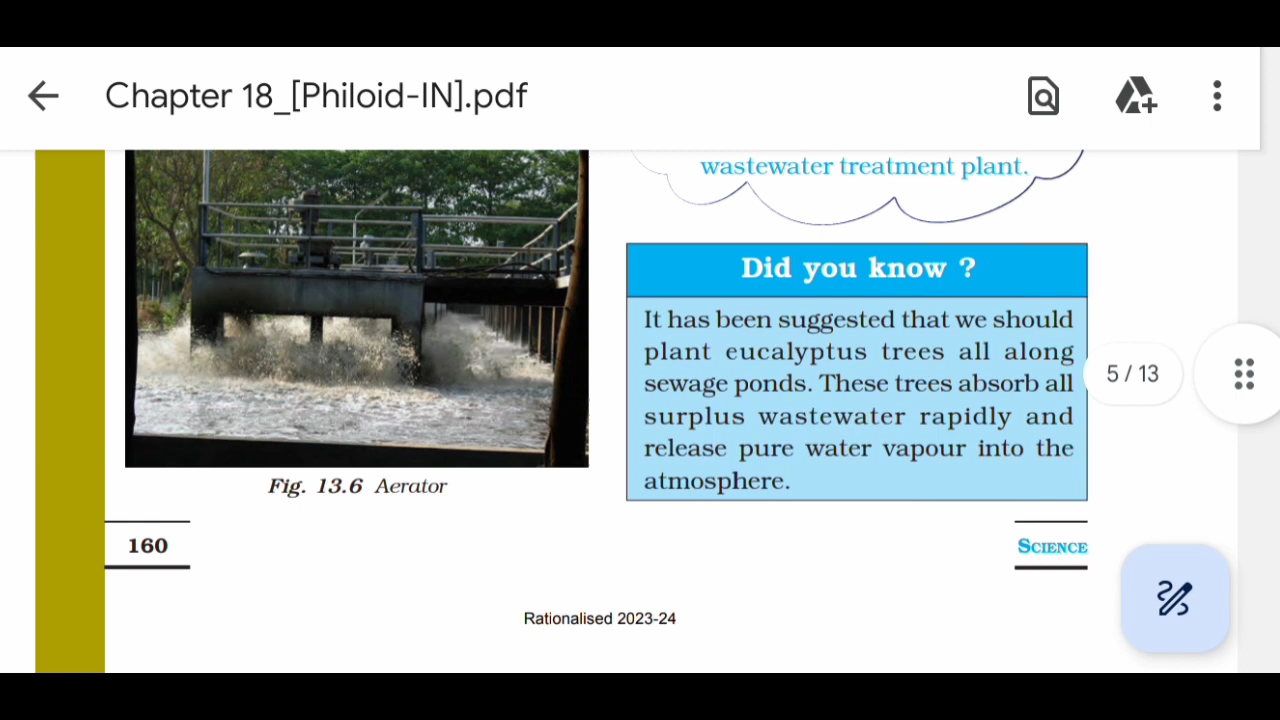 Chapter 18_[Philoid-IN].pdf
wastewater treatment plant.
Did you know ?
It has been suggested that we should
plant eucalyptus trees all along
sewage ponds. These trees absorb all
surplus wastewater rapidly and
release pure water vapour into the
atmosphere.
5 / 13
Fig. 13.6 Aerator
160
SCIENCE
Rationalised 2023-24